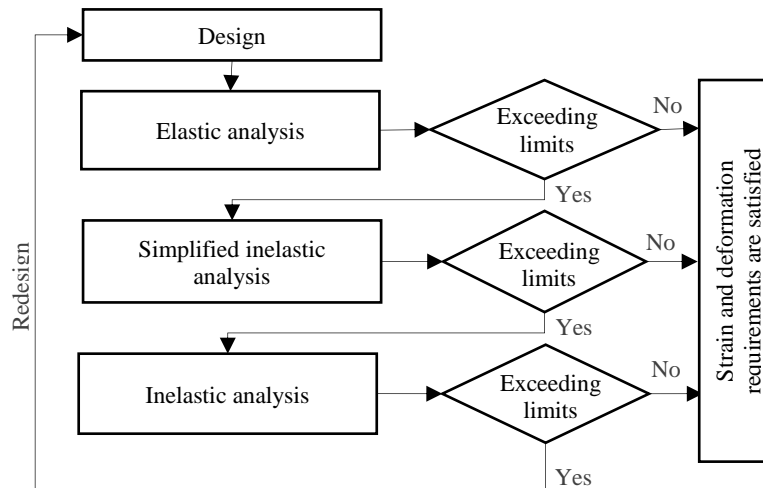 Design
Elastic analysis
Exceeding
limits
No
Yes
Simplified inelastic
analysis
Exceeding
limits
No
Yes
Inelastic analysis
Exceeding
limits
No
Yes
Redesign
Strain and deformation
requirements are satisfied